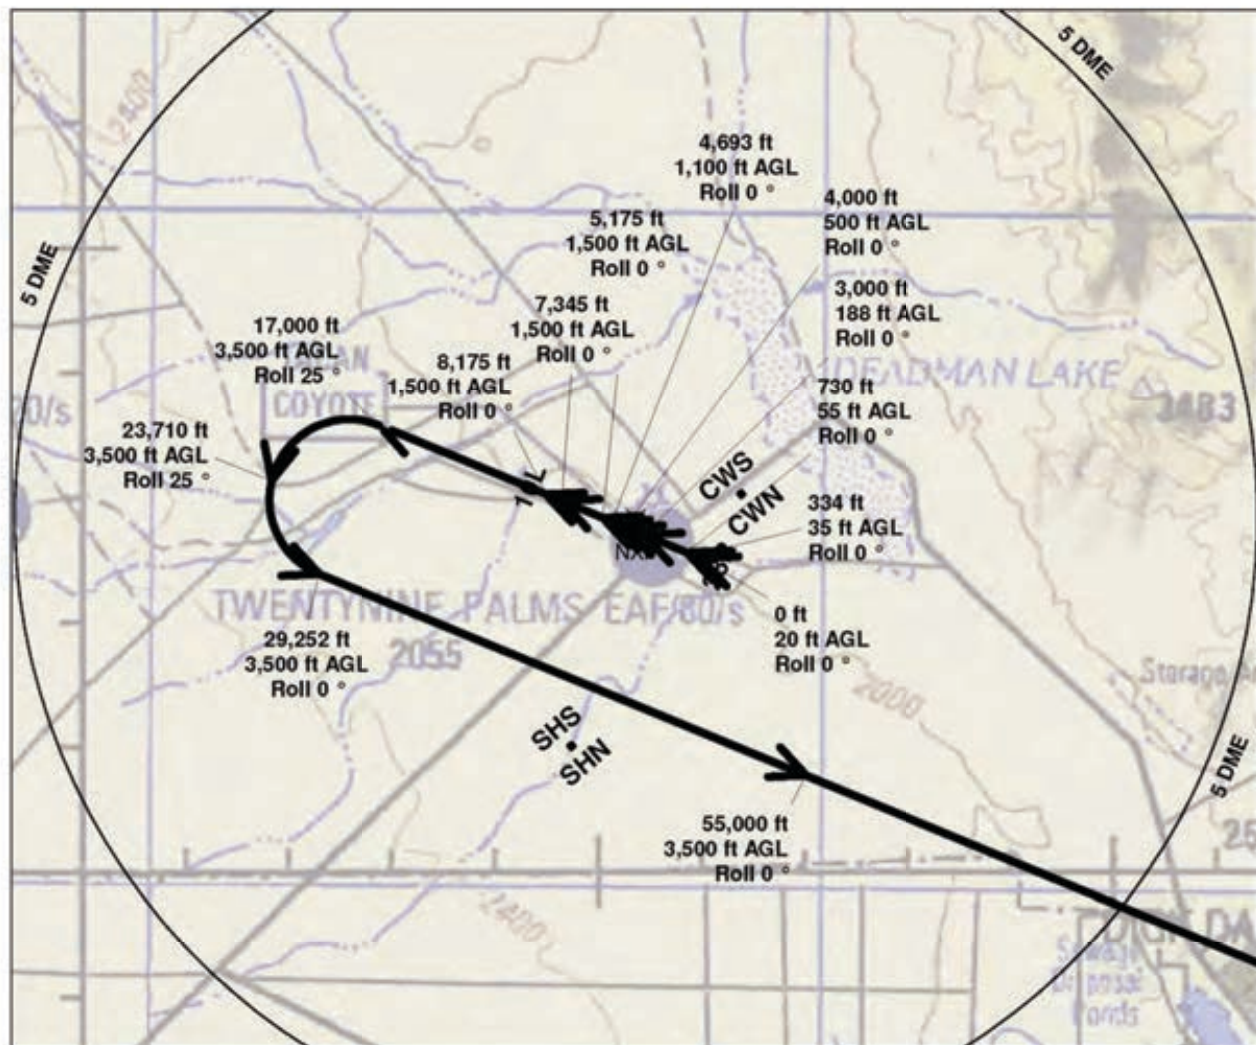 5 DME
2400
4,693 ft
1,100 ft AGL
Roll 0 °
4,000 ft
500 ft AGL
Roll 0 °
5,175 ft
1,500 ft AGL
Roll 0 °
5 DME
3,000 ft
188 ft AGL
Roll 0 °
7,345 ft
1,500 ft AGL
Roll 0 °
17,000 ft
3,500 ft AGL
Roll 25 °
8,175 ft
1,500 ft AGL
Roll 0 °
COYOTE
DEADMAN LAKE
3483
730 ft
55 ft AGL
Roll 0 °
20/s
23,710 ft
3,500 ft AGL
Roll 25 °
CWS
CWN
334 ft
35 ft AGL
Roll 0 °
TWENTYNINE PALMS EAF/80/s
2055
0 ft
20 ft AGL
Roll 0 °
29,252 ft
3,500 ft AGL
Roll 0 °
2000
SHS
SHN
5 DME
55,000 ft
3,500 ft AGL
Roll 0 °
25
2400
Sewage
Disposal
Ponds